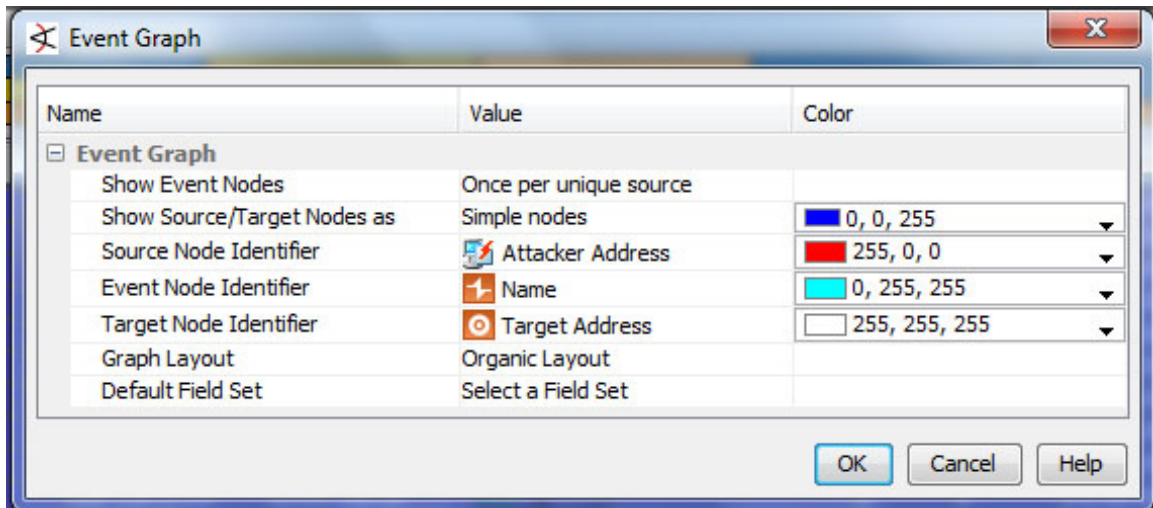 Event Graph
Name Value Color
Event Graph
Show Event Nodes Once per unique source
Show Source/Target Nodes as Simple nodes 0, 0, 255
Source Node Identifier Attacker Address 255, 0, 0
Event Node Identifier Name 0, 255, 255
Target Node Identifier Target Address 255, 255, 255
Graph Layout Organic Layout
Default Field Set Select a Field Set
OK Cancel Help